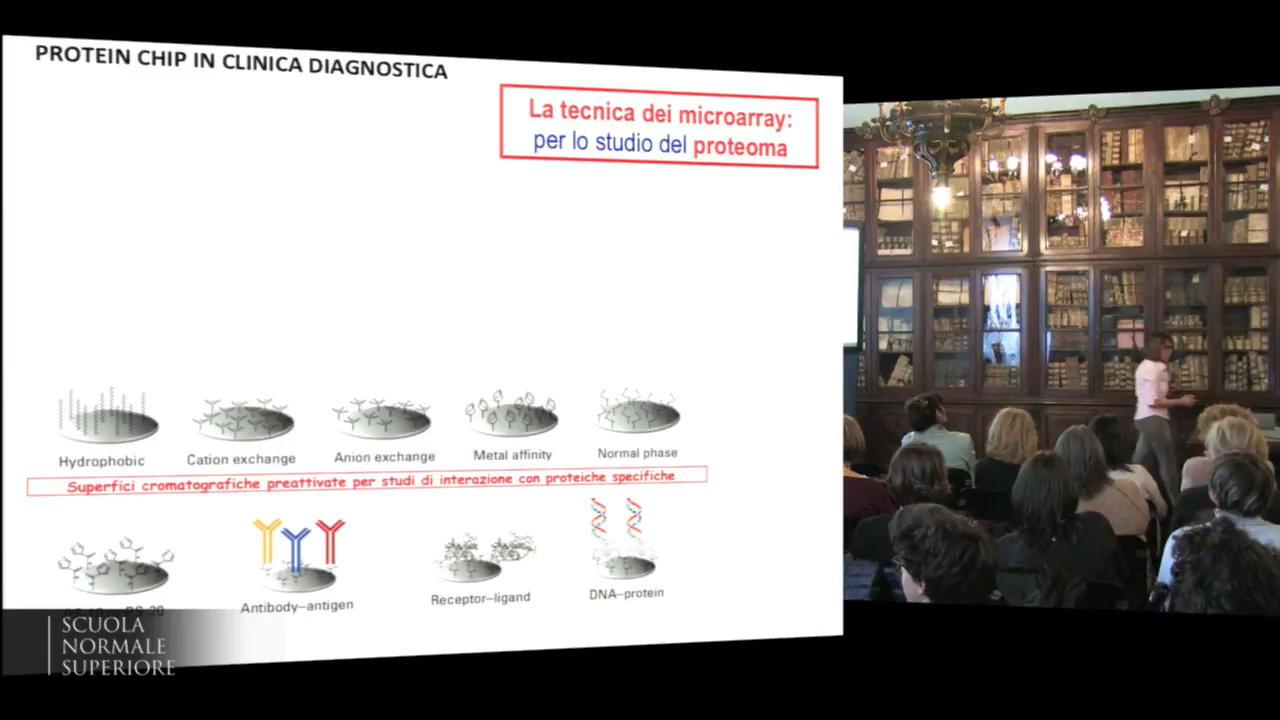 PROTEIN CHIP IN CLINICA DIAGNOSTICA
La tecnica dei microarray:
per lo studio del proteoma
Hydrophobic
Cation exchange
Anion exchange
Metal affinity
Normal phase
Superfici cromatografiche preattivate per studi di interazione con proteiche specifiche
Antibody–antigen
Receptor–ligand
DNA–protein
SCUOLA
NORMALE
SUPERIORE